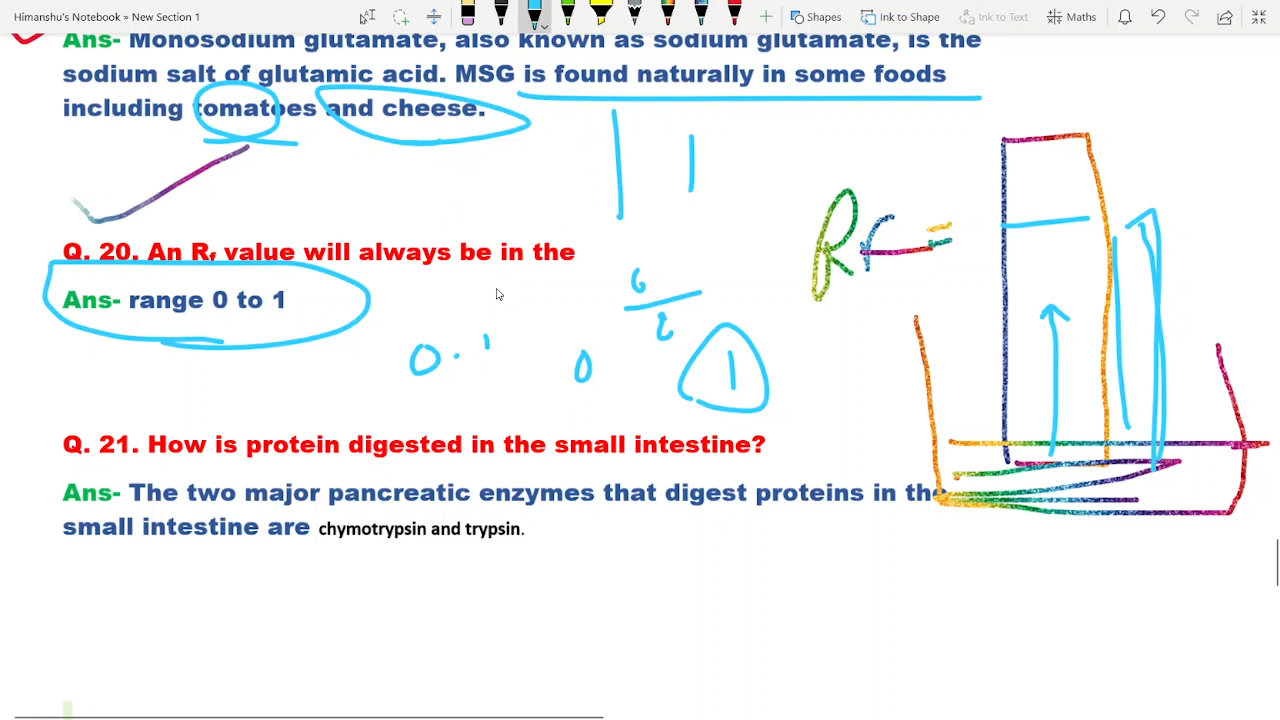 Himanshu's Notebook » New Section 1
Shapes Ink to Shape Ink to Text Maths
Ans- Monosodium glutamate, also known as sodium glutamate, is the
sodium salt of glutamic acid. MSG is found naturally in some foods
including tomatoes and cheese.
Q. 20. An Rf value will always be in the
Rf =
Ans- range 0 to 1
0.1 0 1
Q. 21. How is protein digested in the small intestine?
Ans- The two major pancreatic enzymes that digest proteins in the
small intestine are chymotrypsin and trypsin.